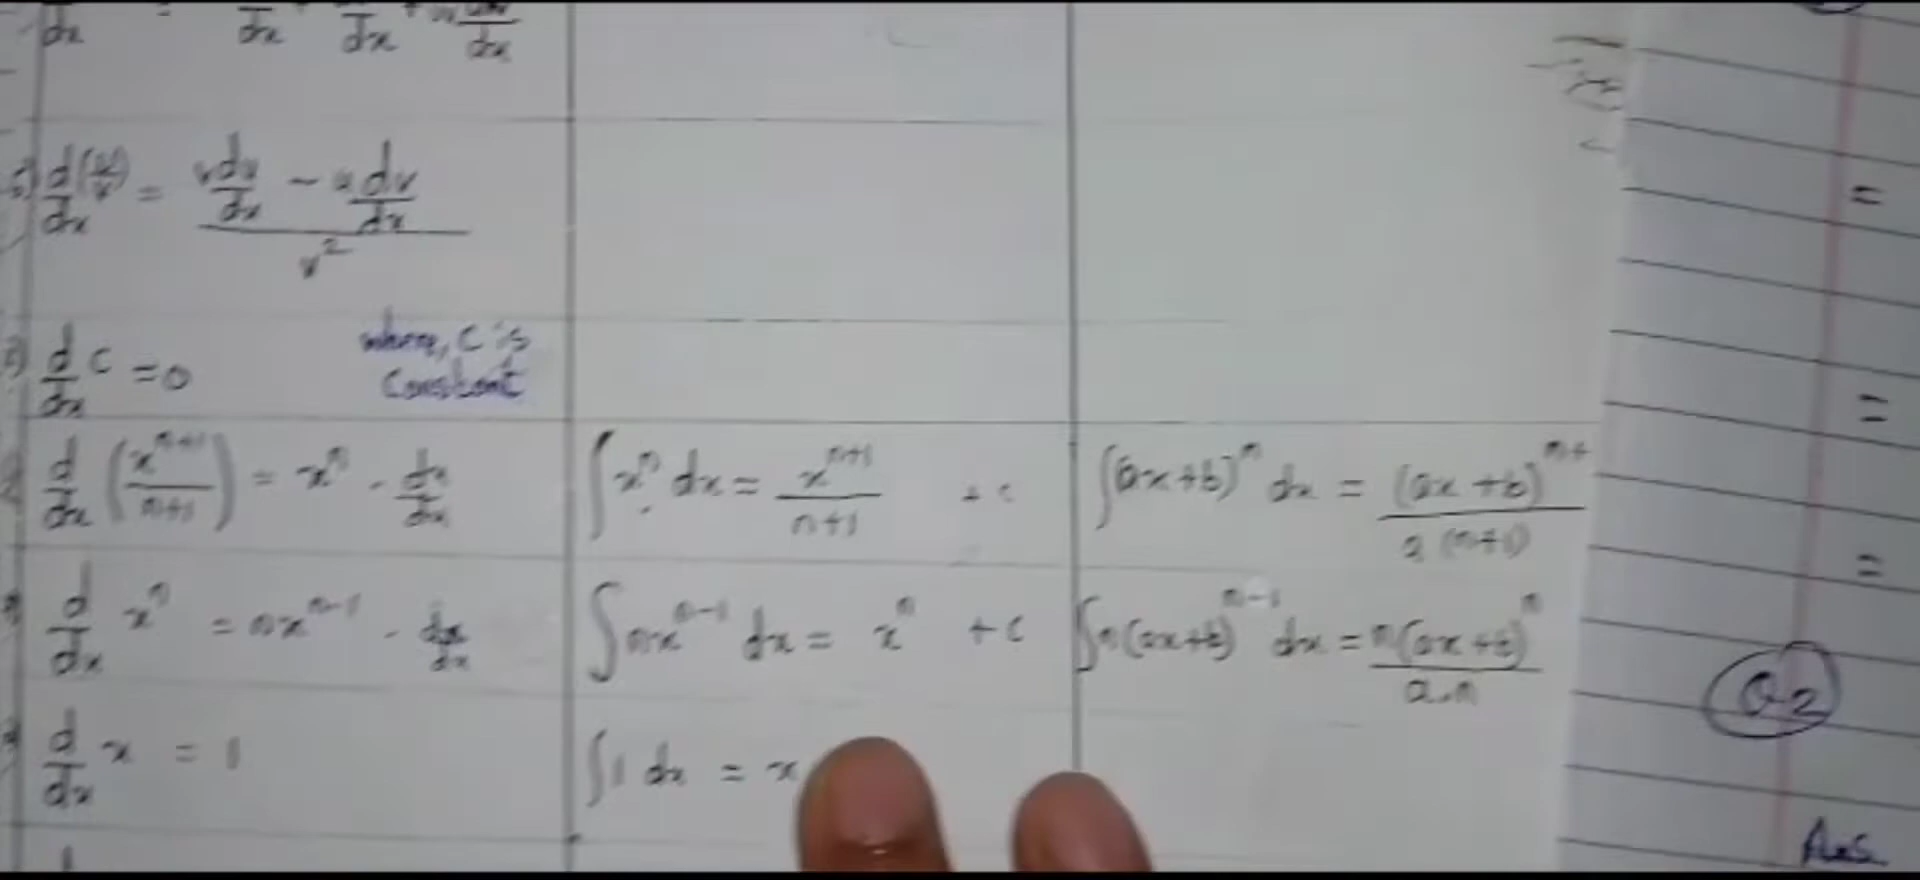 d/dx (u/v) = (v du/dx - u dv/dx) / v²
d/dx c = 0 where, c is constant
d/dx (x^(n+1)/(n+1)) = x^n . dx/dx
∫ x^n dx = x^(n+1)/(n+1) + c
∫(ax+b)^n dx = (ax+b)^(n+ / a(n+1)
d/dx x^n = nx^(n-1) . dx/dx
∫ nx^(n-1) dx = x^n + c
∫n(ax+b)^(n-1) dx = n(ax+b)^n / a.n
d/dx x = 1
∫1 dx = x
=
=
=
Q2
Ans